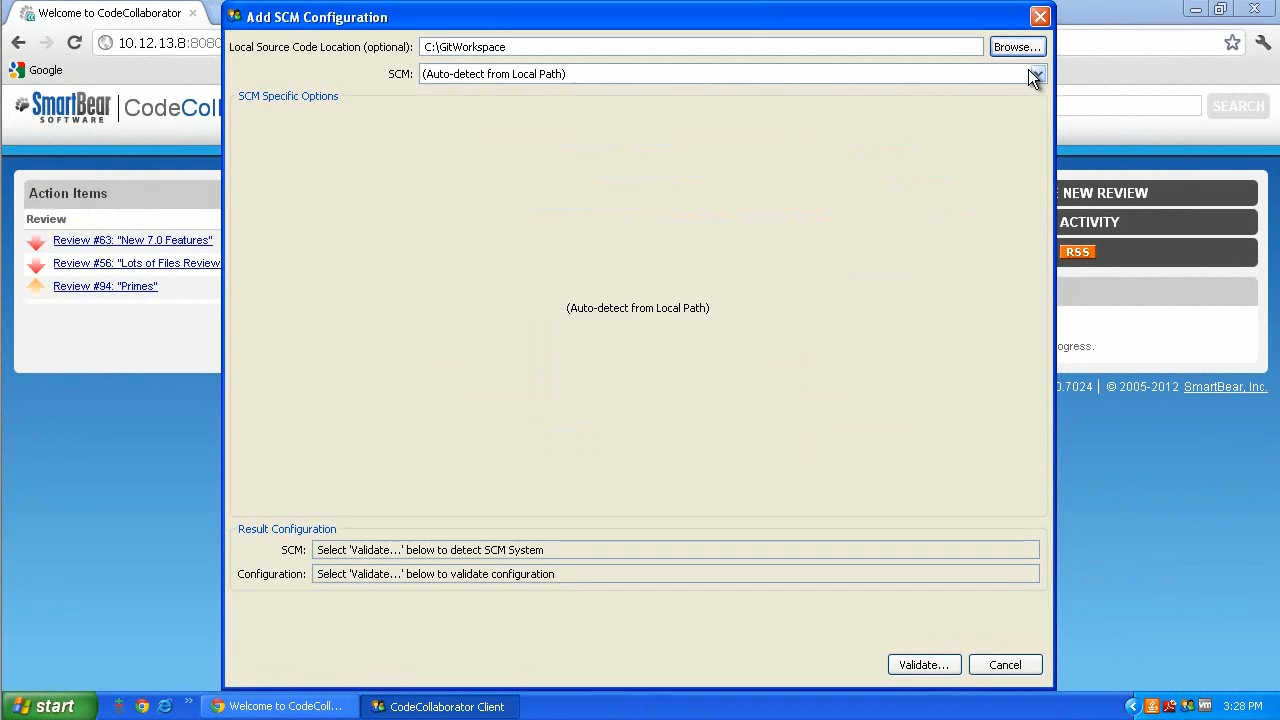 Welcome to CodeCollaborator
Add SCM Configuration
10.12.13.8:8080
Google
Local Source Code Location (optional): C:\GitWorkspace Browse...
SCM: (Auto-detect from Local Path)
SCM Specific Options
SMARTBEAR SOFTWARE CodeColl
SEARCH
Action Items
Review
Review #63: "New 7.0 Features"
Review #56: "Lots of Files Review
Review #94: "Primes"
NEW REVIEW
ACTIVITY
RSS
(Auto-detect from Local Path)
ogress.
0.7024 | © 2005-2012 SmartBear, Inc.
Result Configuration
SCM: Select 'Validate...' below to detect SCM System
Configuration: Select 'Validate...' below to validate configuration
Validate... Cancel
start
Welcome to CodeColl...
CodeCollaborator Client
3:28 PM